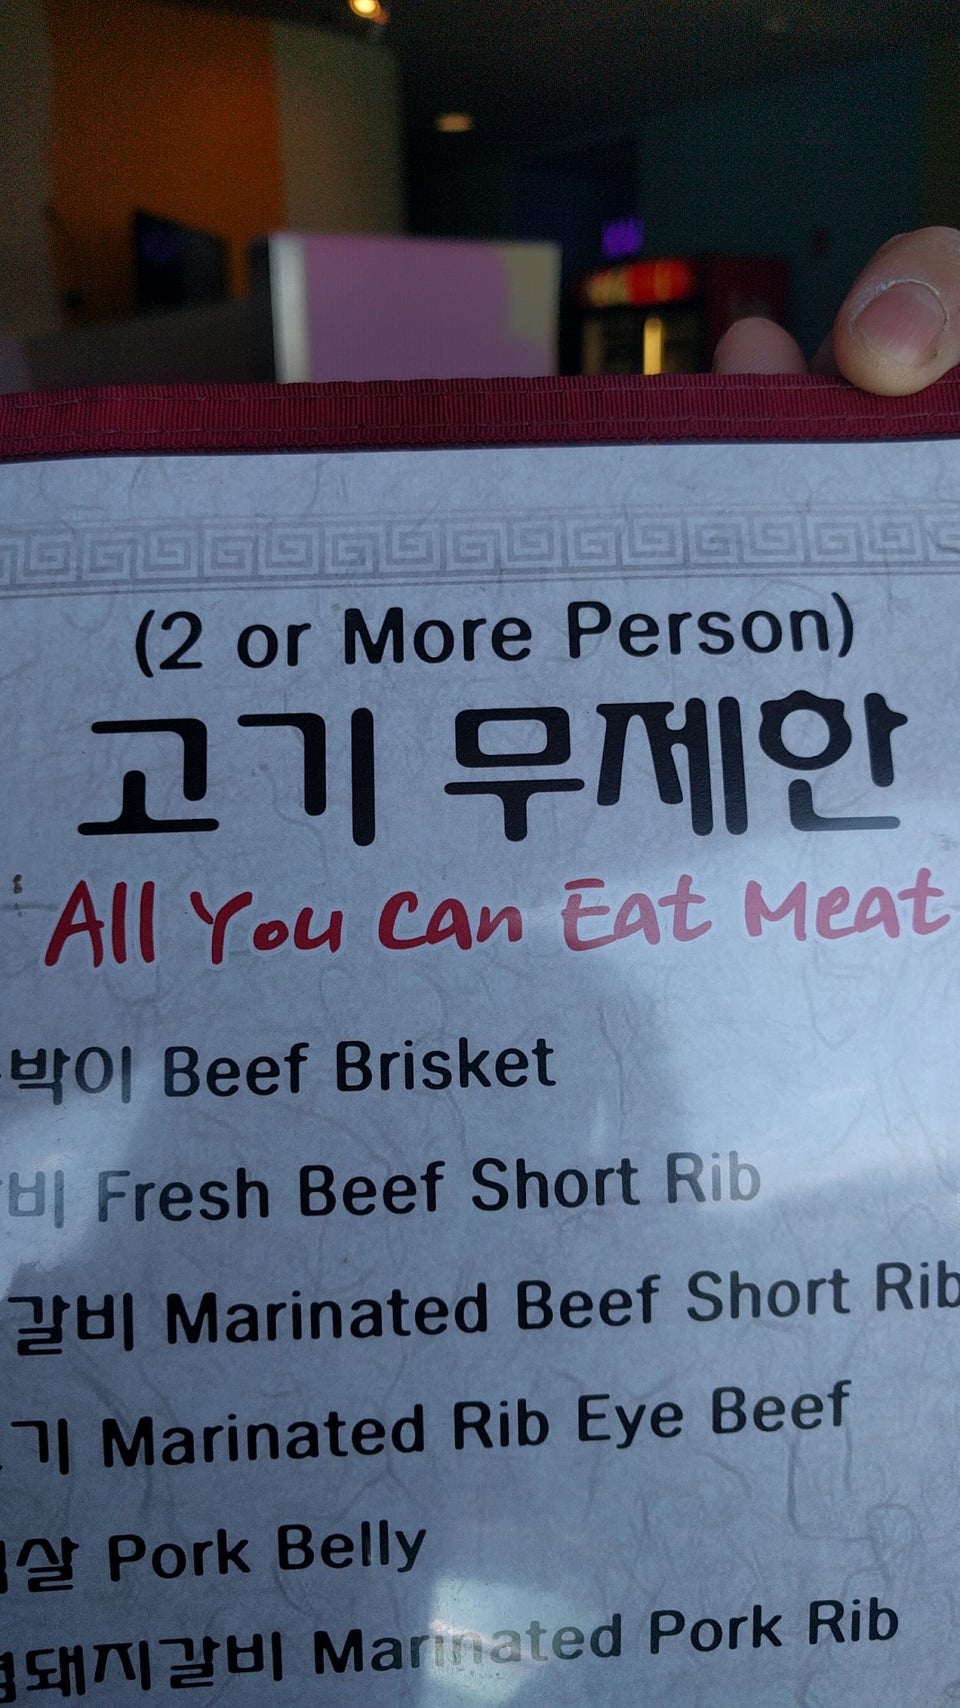 (2 or More Person)
고기 무제한
All You Can Eat Meat
박이 Beef Brisket
비 Fresh Beef Short Rib
갈비 Marinated Beef Short Rib
기 Marinated Rib Eye Beef
살 Pork Belly
돼지갈비 Marinated Pork Rib